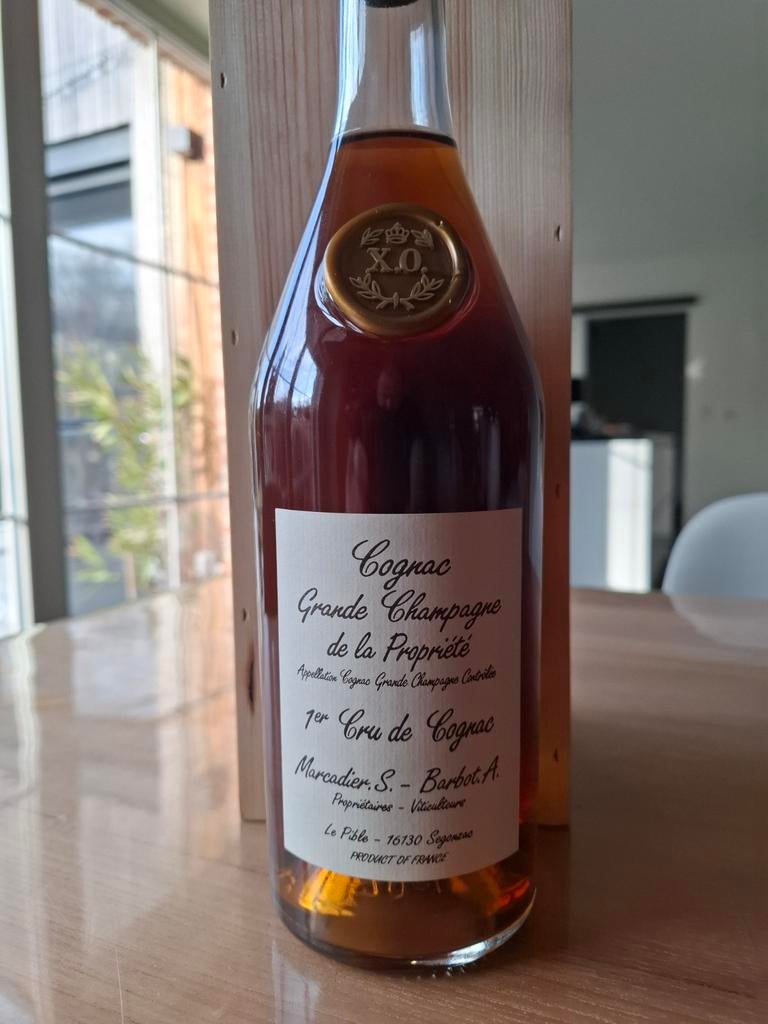 X.O.
Cognac
Grande Champagne
de la Propriété
Appellation Cognac Grande Champagne Contrôlée
1er Cru de Cognac
Marcadier.S. - Barbot.A.
Propriétaires - Viticulteurs
Le Pible - 16130 Segonzac
PRODUCT OF FRANCE